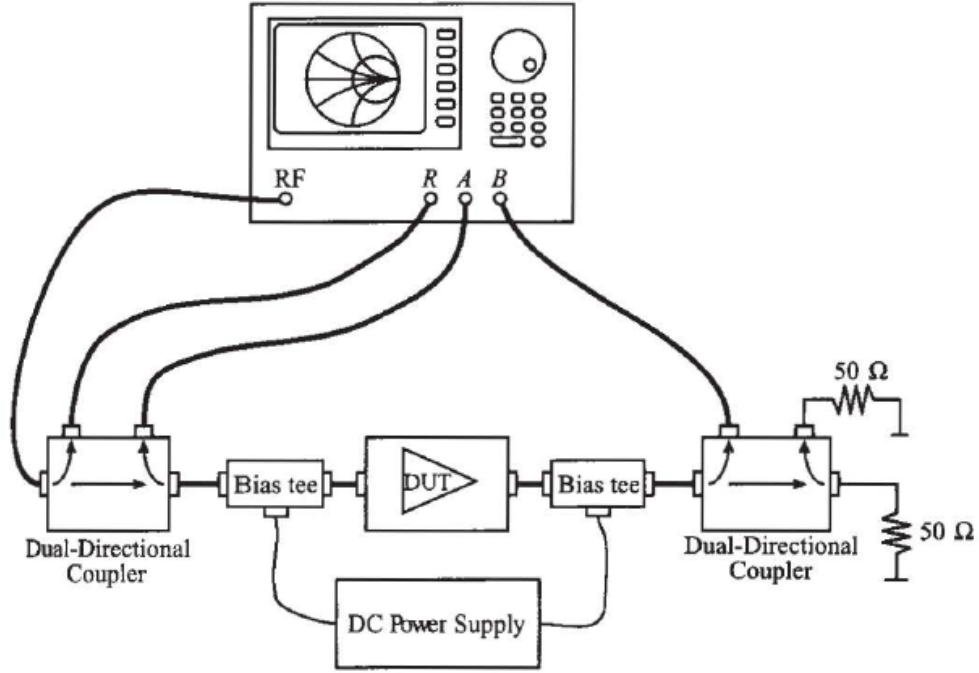 RF
R
A
B
50 Ω
Bias tee
DUT
Bias tee
50 Ω
Dual-Directional
Coupler
Dual-Directional
Coupler
DC Power Supply